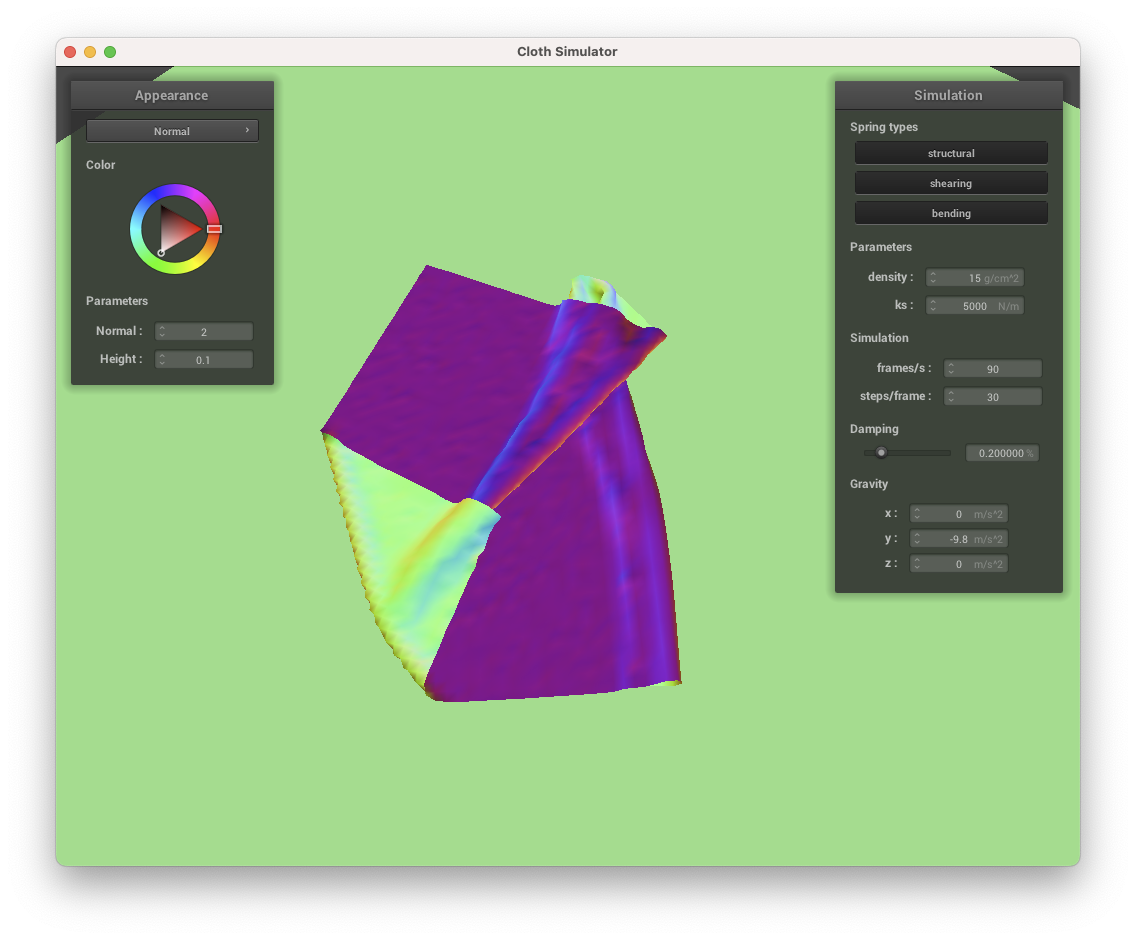 Cloth Simulator
Appearance
Normal
Color
Parameters
Normal : 2
Height : 0.1
Simulation
Spring types
structural
shearing
bending
Parameters
density : 15 g/cm^2
ks : 5000 N/m
Simulation
frames/s : 90
steps/frame : 30
Damping
0.200000 %
Gravity
x : 0 m/s^2
y : -9.8 m/s^2
z : 0 m/s^2